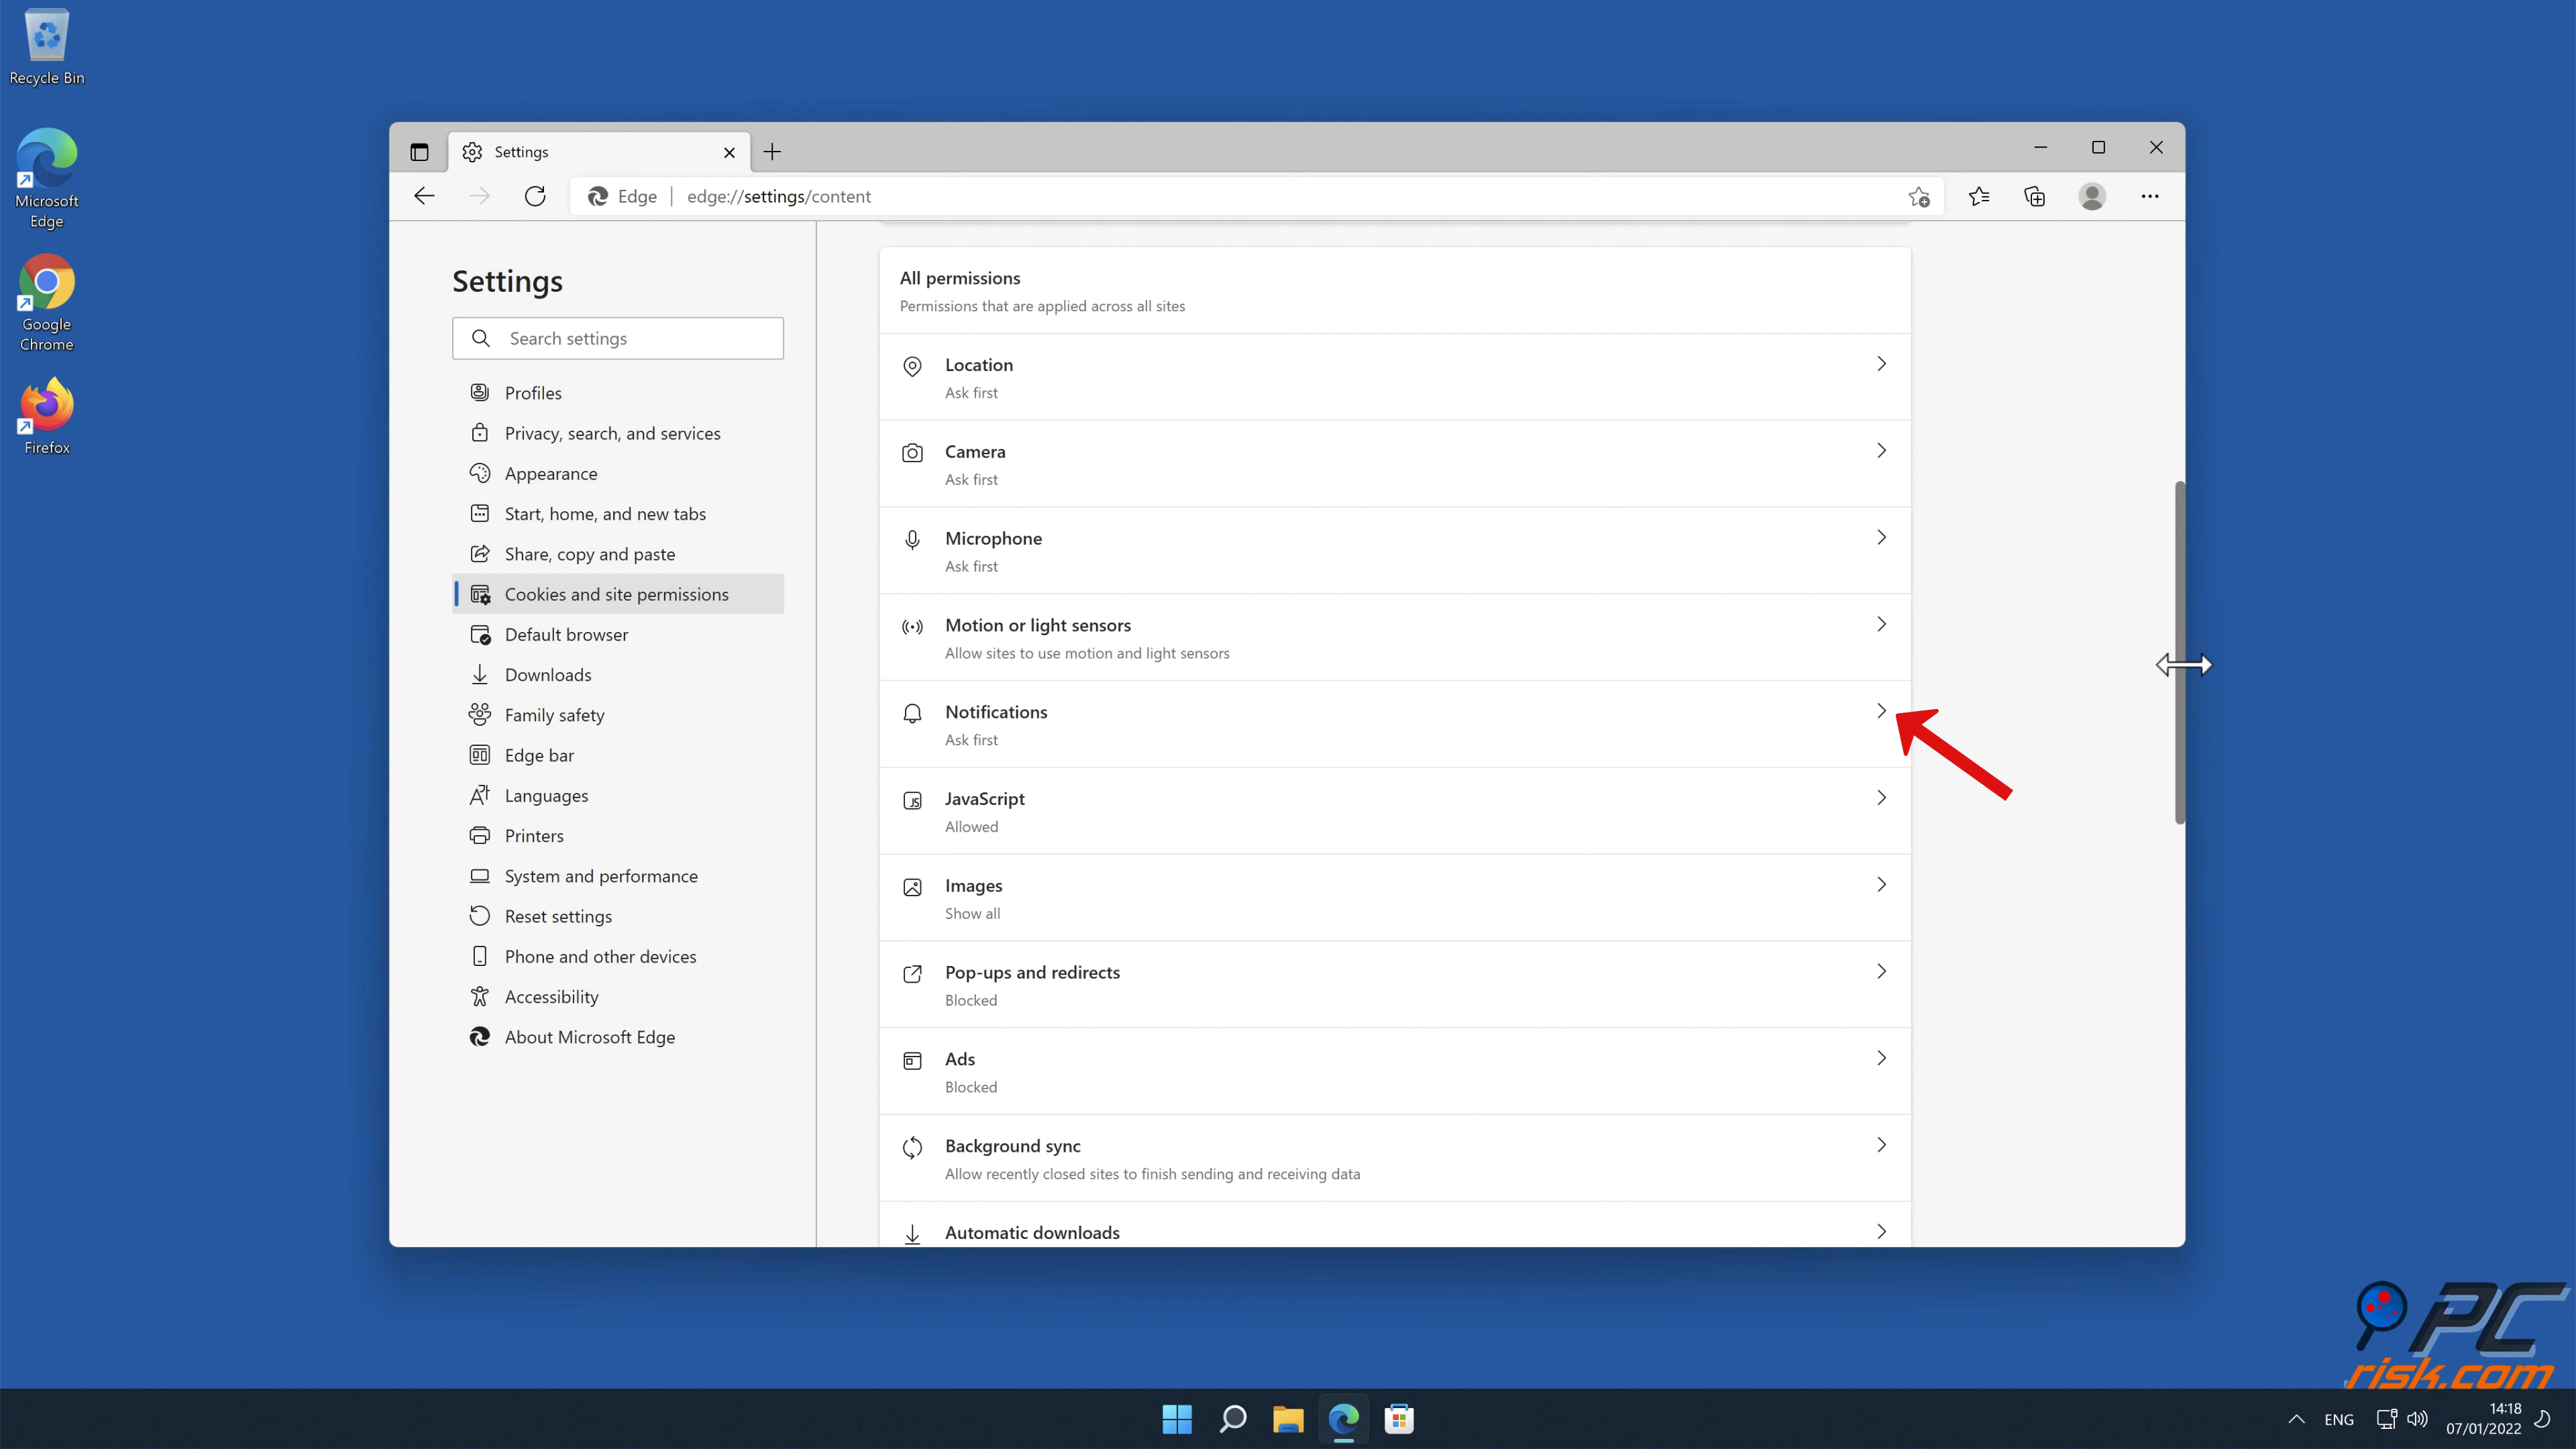 Recycle Bin
Microsoft
Edge
Google
Chrome
Firefox
Settings
Edge
edge://settings/content
Settings
Search settings
Profiles
Privacy, search, and services
Appearance
Start, home, and new tabs
Share, copy and paste
Cookies and site permissions
Default browser
Downloads
Family safety
Edge bar
Languages
Printers
System and performance
Reset settings
Phone and other devices
Accessibility
About Microsoft Edge
All permissions
Permissions that are applied across all sites
Location
Ask first
Camera
Ask first
Microphone
Ask first
Motion or light sensors
Allow sites to use motion and light sensors
Notifications
Ask first
JS
JavaScript
Allowed
Images
Show all
Pop-ups and redirects
Blocked
Ads
Blocked
Background sync
Allow recently closed sites to finish sending and receiving data
Automatic downloads
PC
risk.com
ENG
14:18
07/01/2022